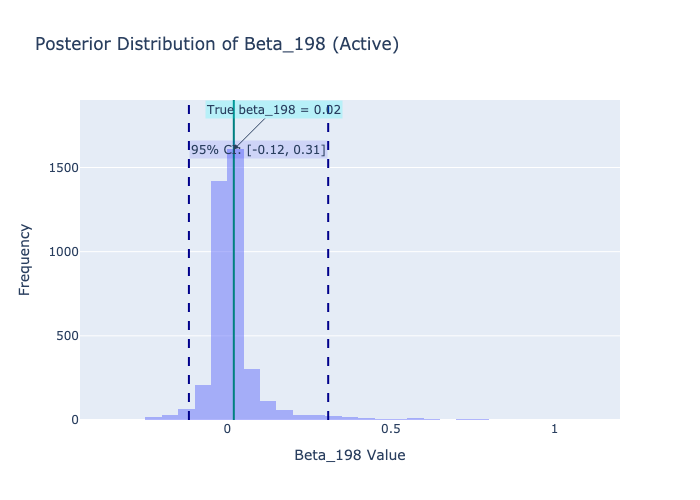 Posterior Distribution of Beta_198 (Active)
True beta_198 = 0.02
95% CI: [-0.12, 0.31]
1500
1000
500
0
Frequency
0
0.5
1
Beta_198 Value